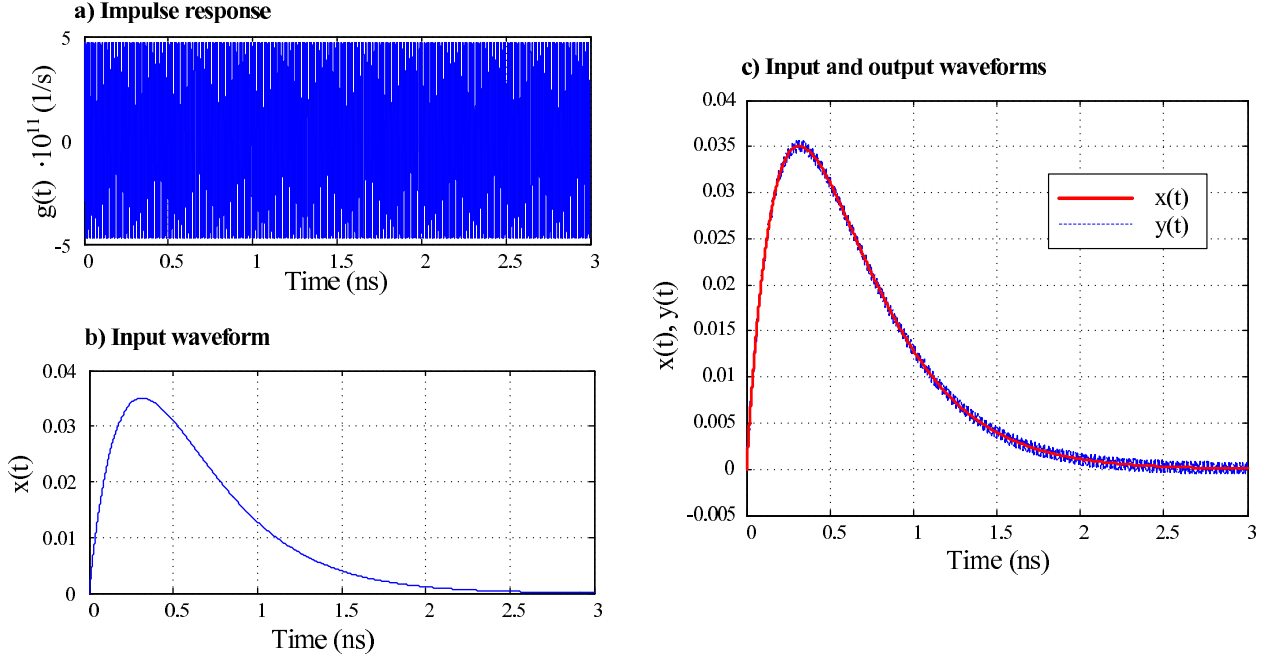 a) Impulse response
g(t) ·10¹¹ (1/s)
5
0
-5
0 0.5 1 1.5 2 2.5 3
Time (ns)
b) Input waveform
x(t)
0.04
0.03
0.02
0.01
0
0 0.5 1 1.5 2 2.5 3
Time (ns)
c) Input and output waveforms
x(t), y(t)
0.04
0.035
0.03
0.025
0.02
0.015
0.01
0.005
0
-0.005
0 0.5 1 1.5 2 2.5 3
Time (ns)
x(t)
y(t)